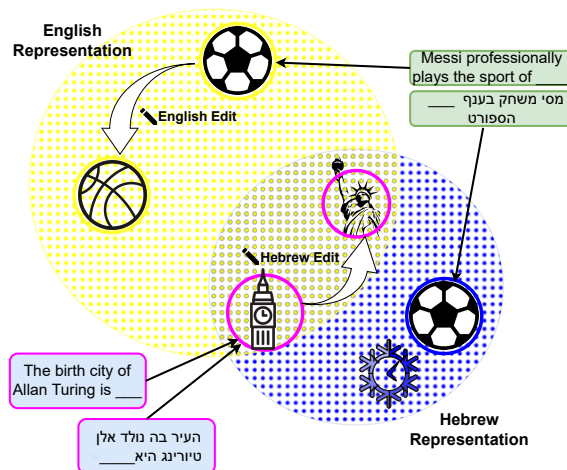 English
Representation
Messi professionally
plays the sport of ____
מסי משחק בענף ___
הספורט
English Edit
Hebrew Edit
The birth city of
Allan Turing is ___
העיר בה נולד אלן
טיורינג היא____
Hebrew
Representation